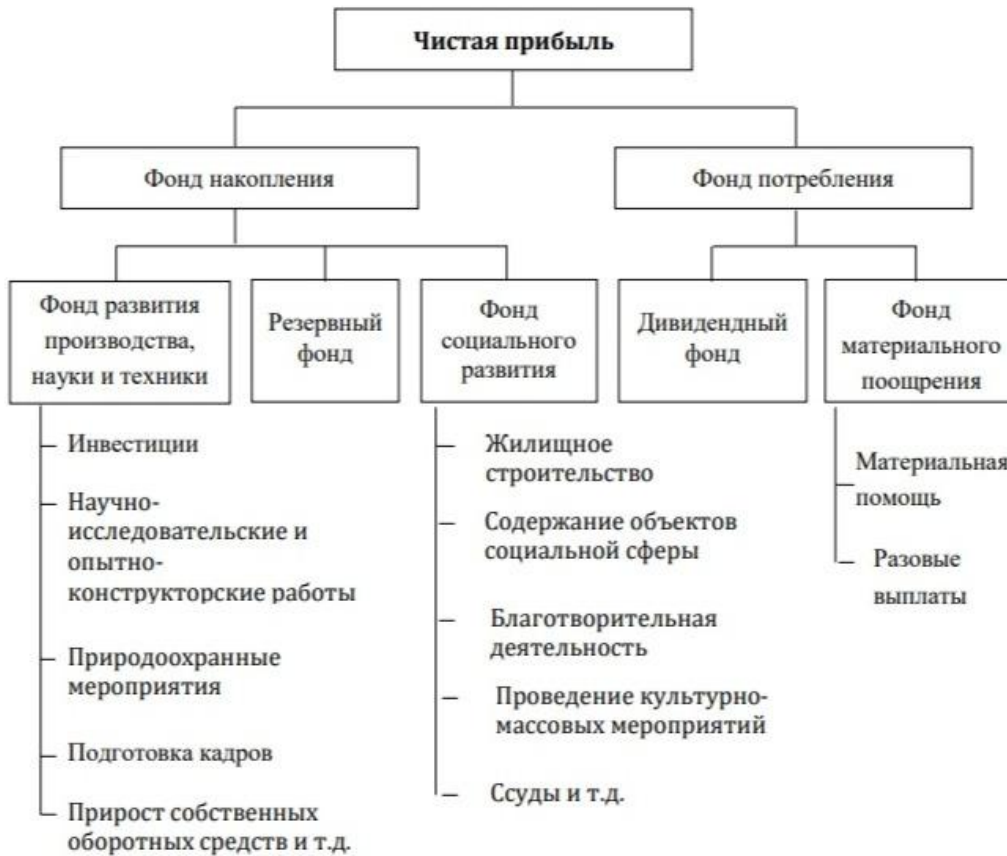 Чистая прибыль
Фонд накопления
Фонд потребления
Фонд развития
производства,
науки и техники
Резервный
фонд
Фонд
социального
развития
Дивидендный
фонд
Фонд
материального
поощрения
Инвестиции
Научно-
исследовательские и
опытно-
конструкторские работы
Природоохранные
мероприятия
Подготовка кадров
Прирост собственных
оборотных средств и т.д.
Жилищное
строительство
Содержание объектов
социальной сферы
Благотворительная
деятельность
Проведение культурно-
массовых мероприятий
Ссуды и т.д.
Материальная
помощь
Разовые
выплаты